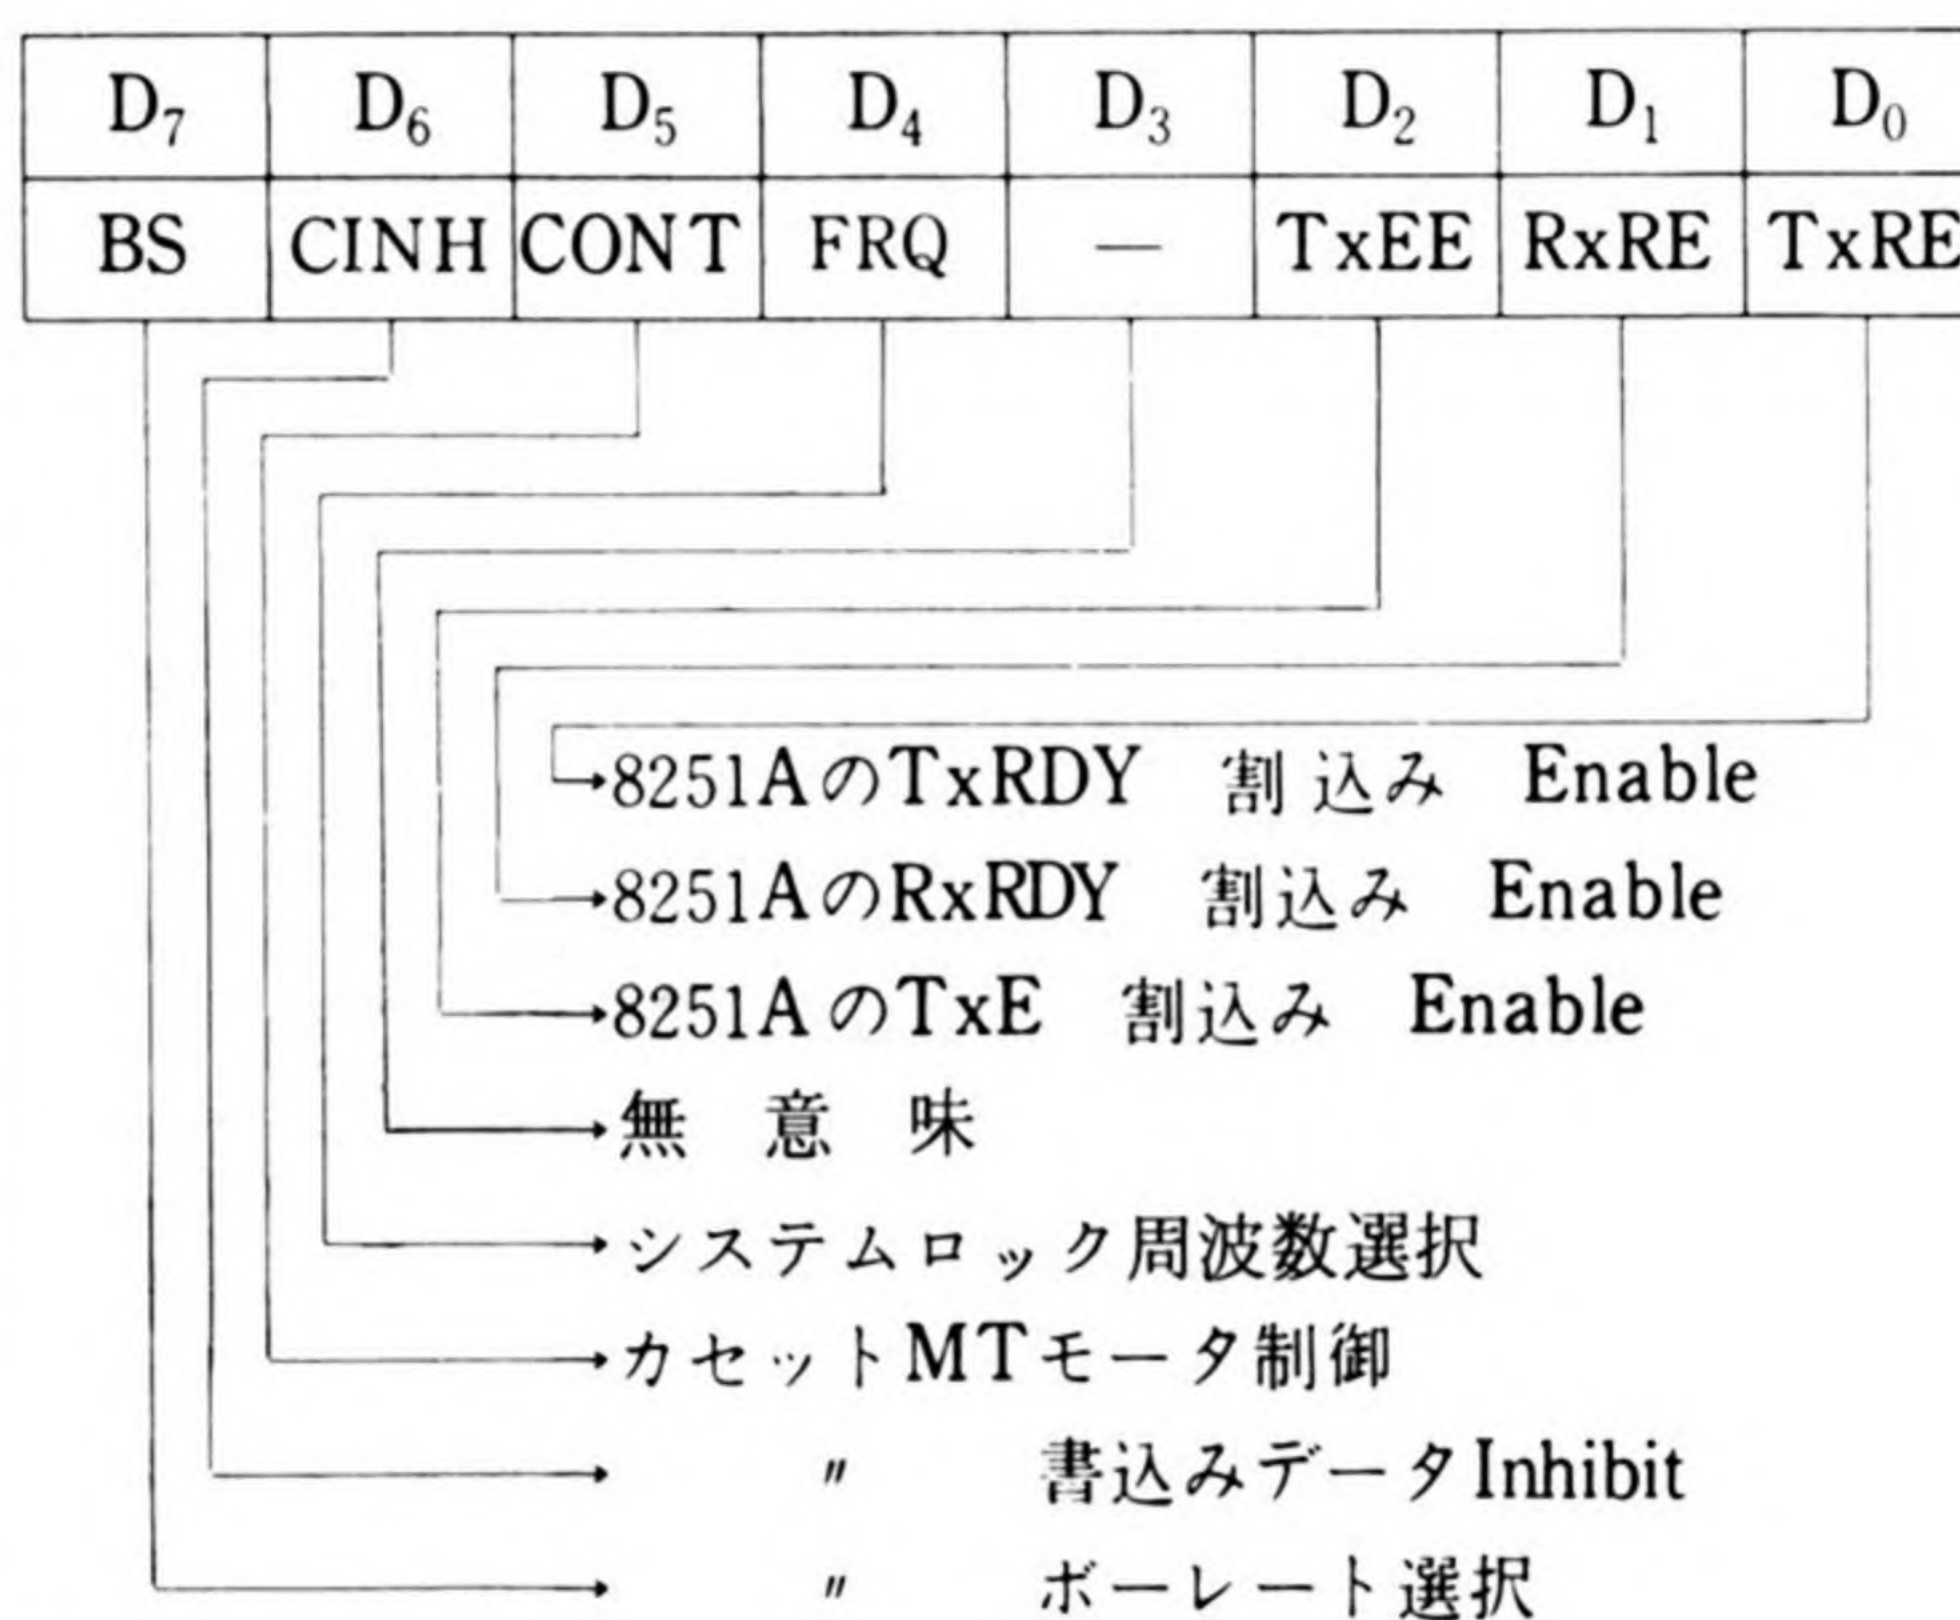 D₇ D₆ D₅ D₄ D₃ D₂ D₁ D₀
BS CINH CONT FRQ — TxEE RxRE TxRE
8251AのTxRDY 割込み Enable
8251AのRxRDY 割込み Enable
8251AのTxE 割込み Enable
無意味
システムロック周波数選択
カセットMTモータ制御
〃 書込みデータInhibit
〃 ボーレート選択